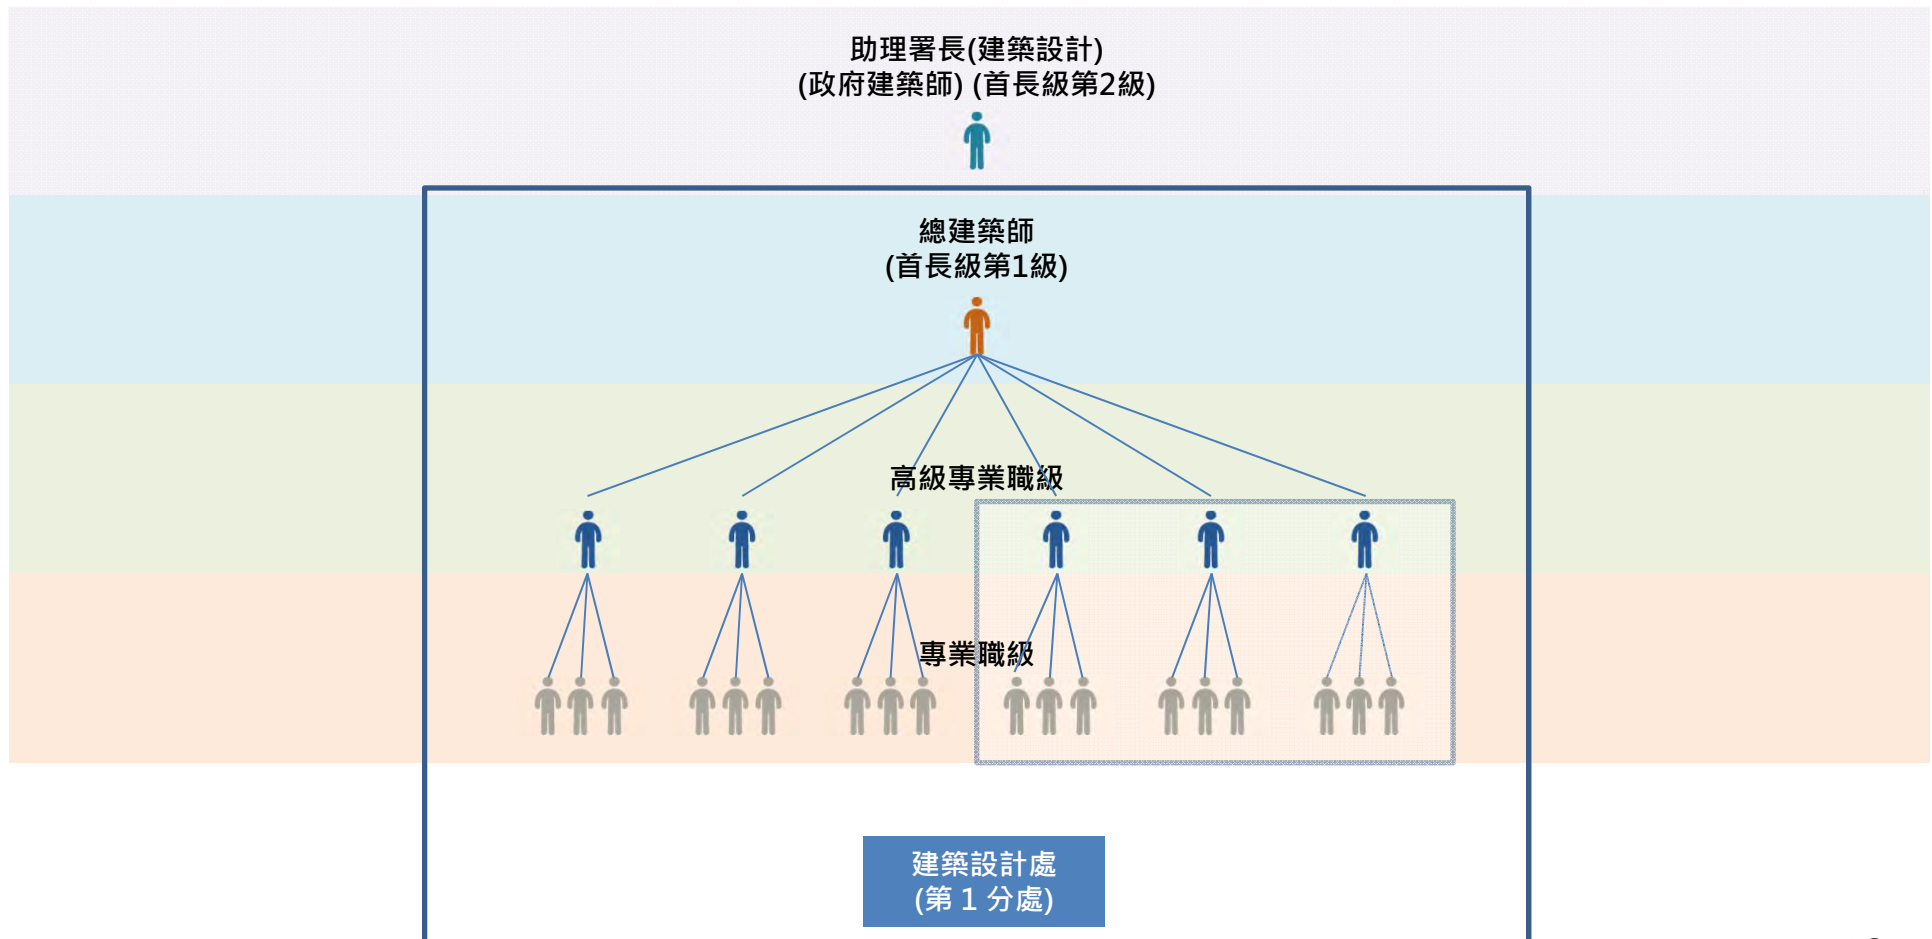 助理署長(建築設計)
(政府建築師) (首長級第2級)
總建築師
(首長級第1級)
高級專業職級
專業職級
建築設計處
(第 1 分處)